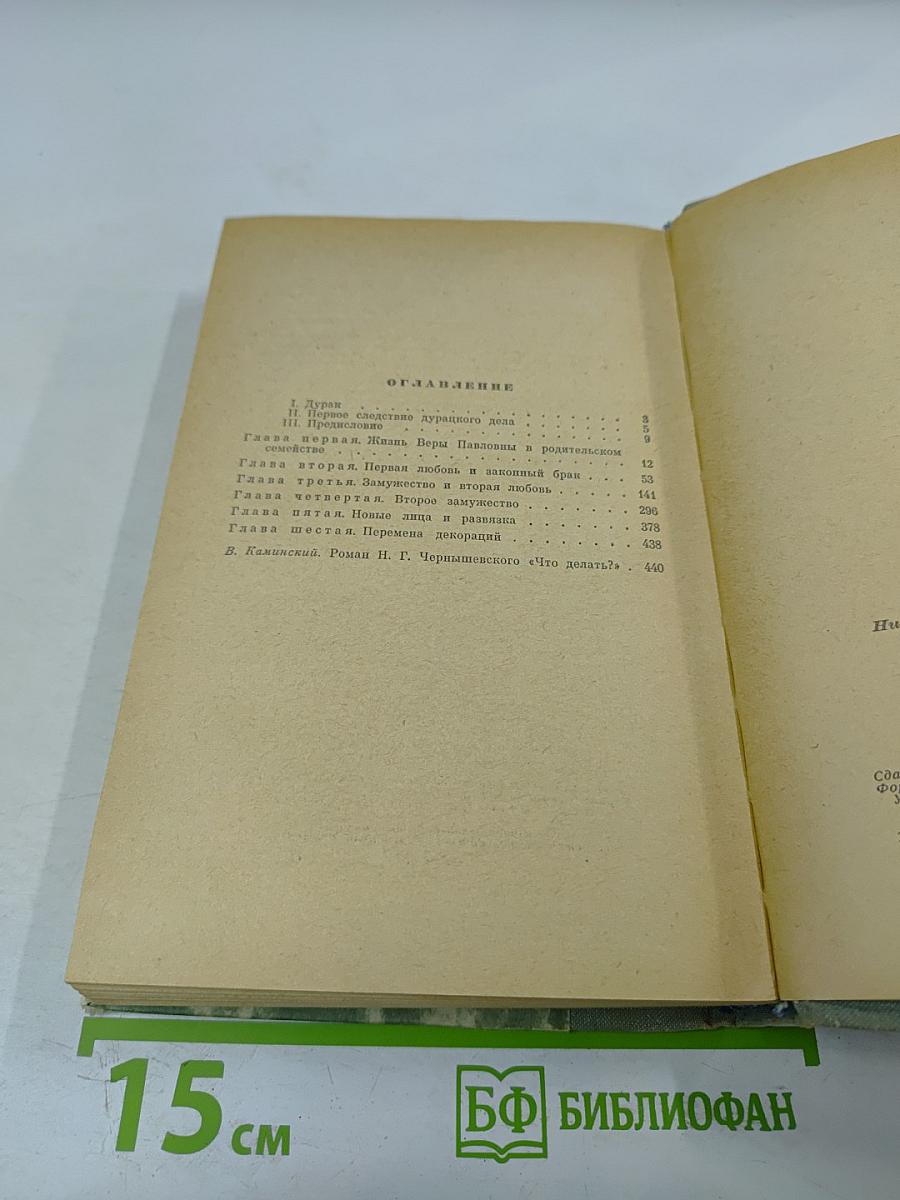 ОГЛАВЛЕНИЕ
I. Дурак . . . . . . . . . . . . . . . . 3
II. Первое следствие дурацкого дела . . . . . . . 5
III. Предисловие . . . . . . . . . . . . . . 9
Глава первая. Жизнь Веры Павловны в родительском
семействе . . . . . . . . . . . . . . . . 12
Глава вторая. Первая любовь и законный брак . . . 53
Глава третья. Замужество и вторая любовь . . . . . 141
Глава четвертая. Второе замужество . . . . . . . 296
Глава пятая. Новые лица и развязка . . . . . . . 378
Глава шестая. Перемена декораций . . . . . . . . 438
В. Каминский. Роман Н. Г. Чернышевского «Что делать?» . 440
Сда
Фор
15 см
БФ БИБЛИОФАН